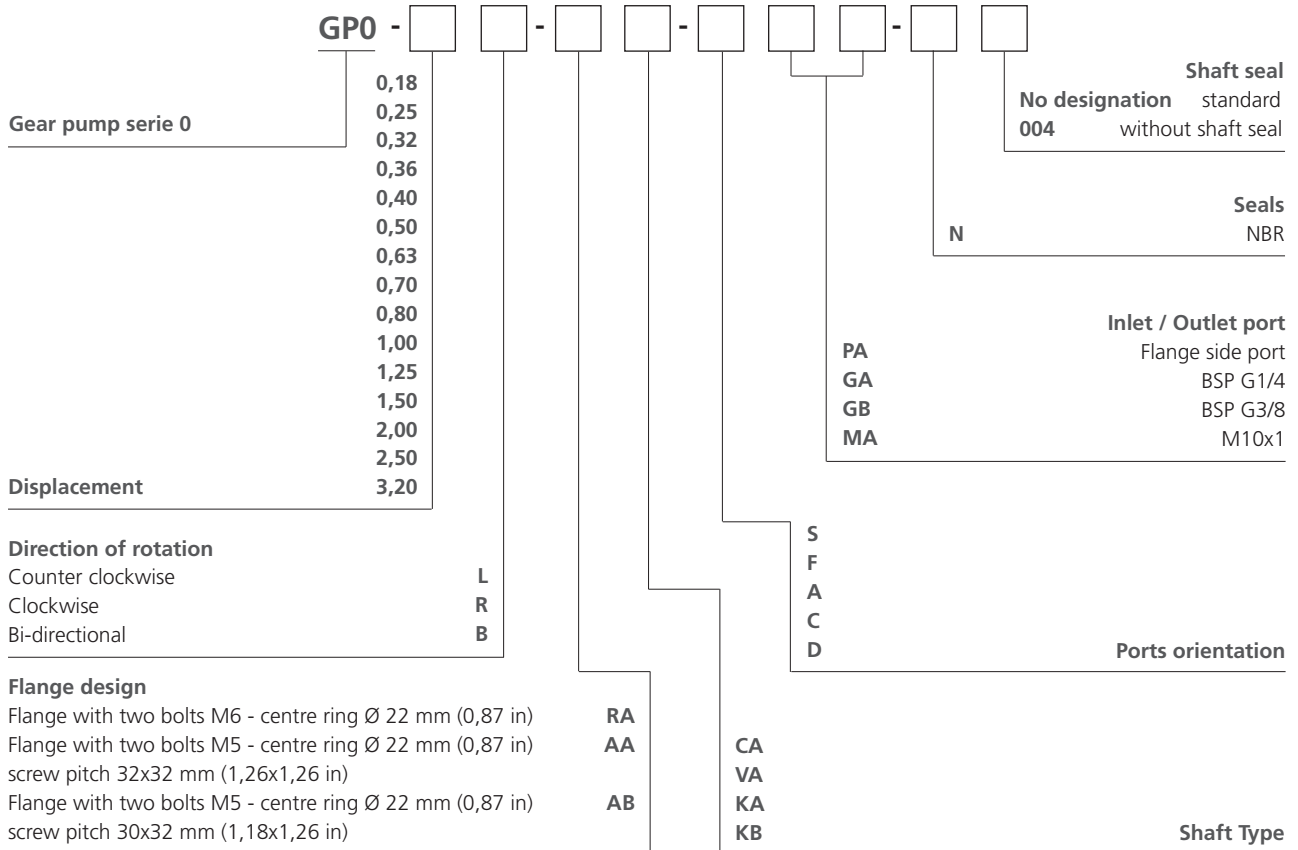 GP0 - - - -
Gear pump serie 0
0,18
0,25
0,32
0,36
0,40
0,50
0,63
0,70
0,80
1,00
1,25
1,50
2,00
2,50
3,20
Displacement
Shaft seal
No designation standard
004 without shaft seal
Seals
N NBR
Inlet / Outlet port
PA Flange side port
GA BSP G1/4
GB BSP G3/8
MA M10x1
S
F
A
C
D Ports orientation
Direction of rotation
Counter clockwise L
Clockwise R
Bi-directional B
Flange design
Flange with two bolts M6 - centre ring Ø 22 mm (0,87 in) RA
Flange with two bolts M5 - centre ring Ø 22 mm (0,87 in) AA
screw pitch 32x32 mm (1,26x1,26 in)
Flange with two bolts M5 - centre ring Ø 22 mm (0,87 in) AB
screw pitch 30x32 mm (1,18x1,26 in)
CA
VA
KA
KB Shaft Type